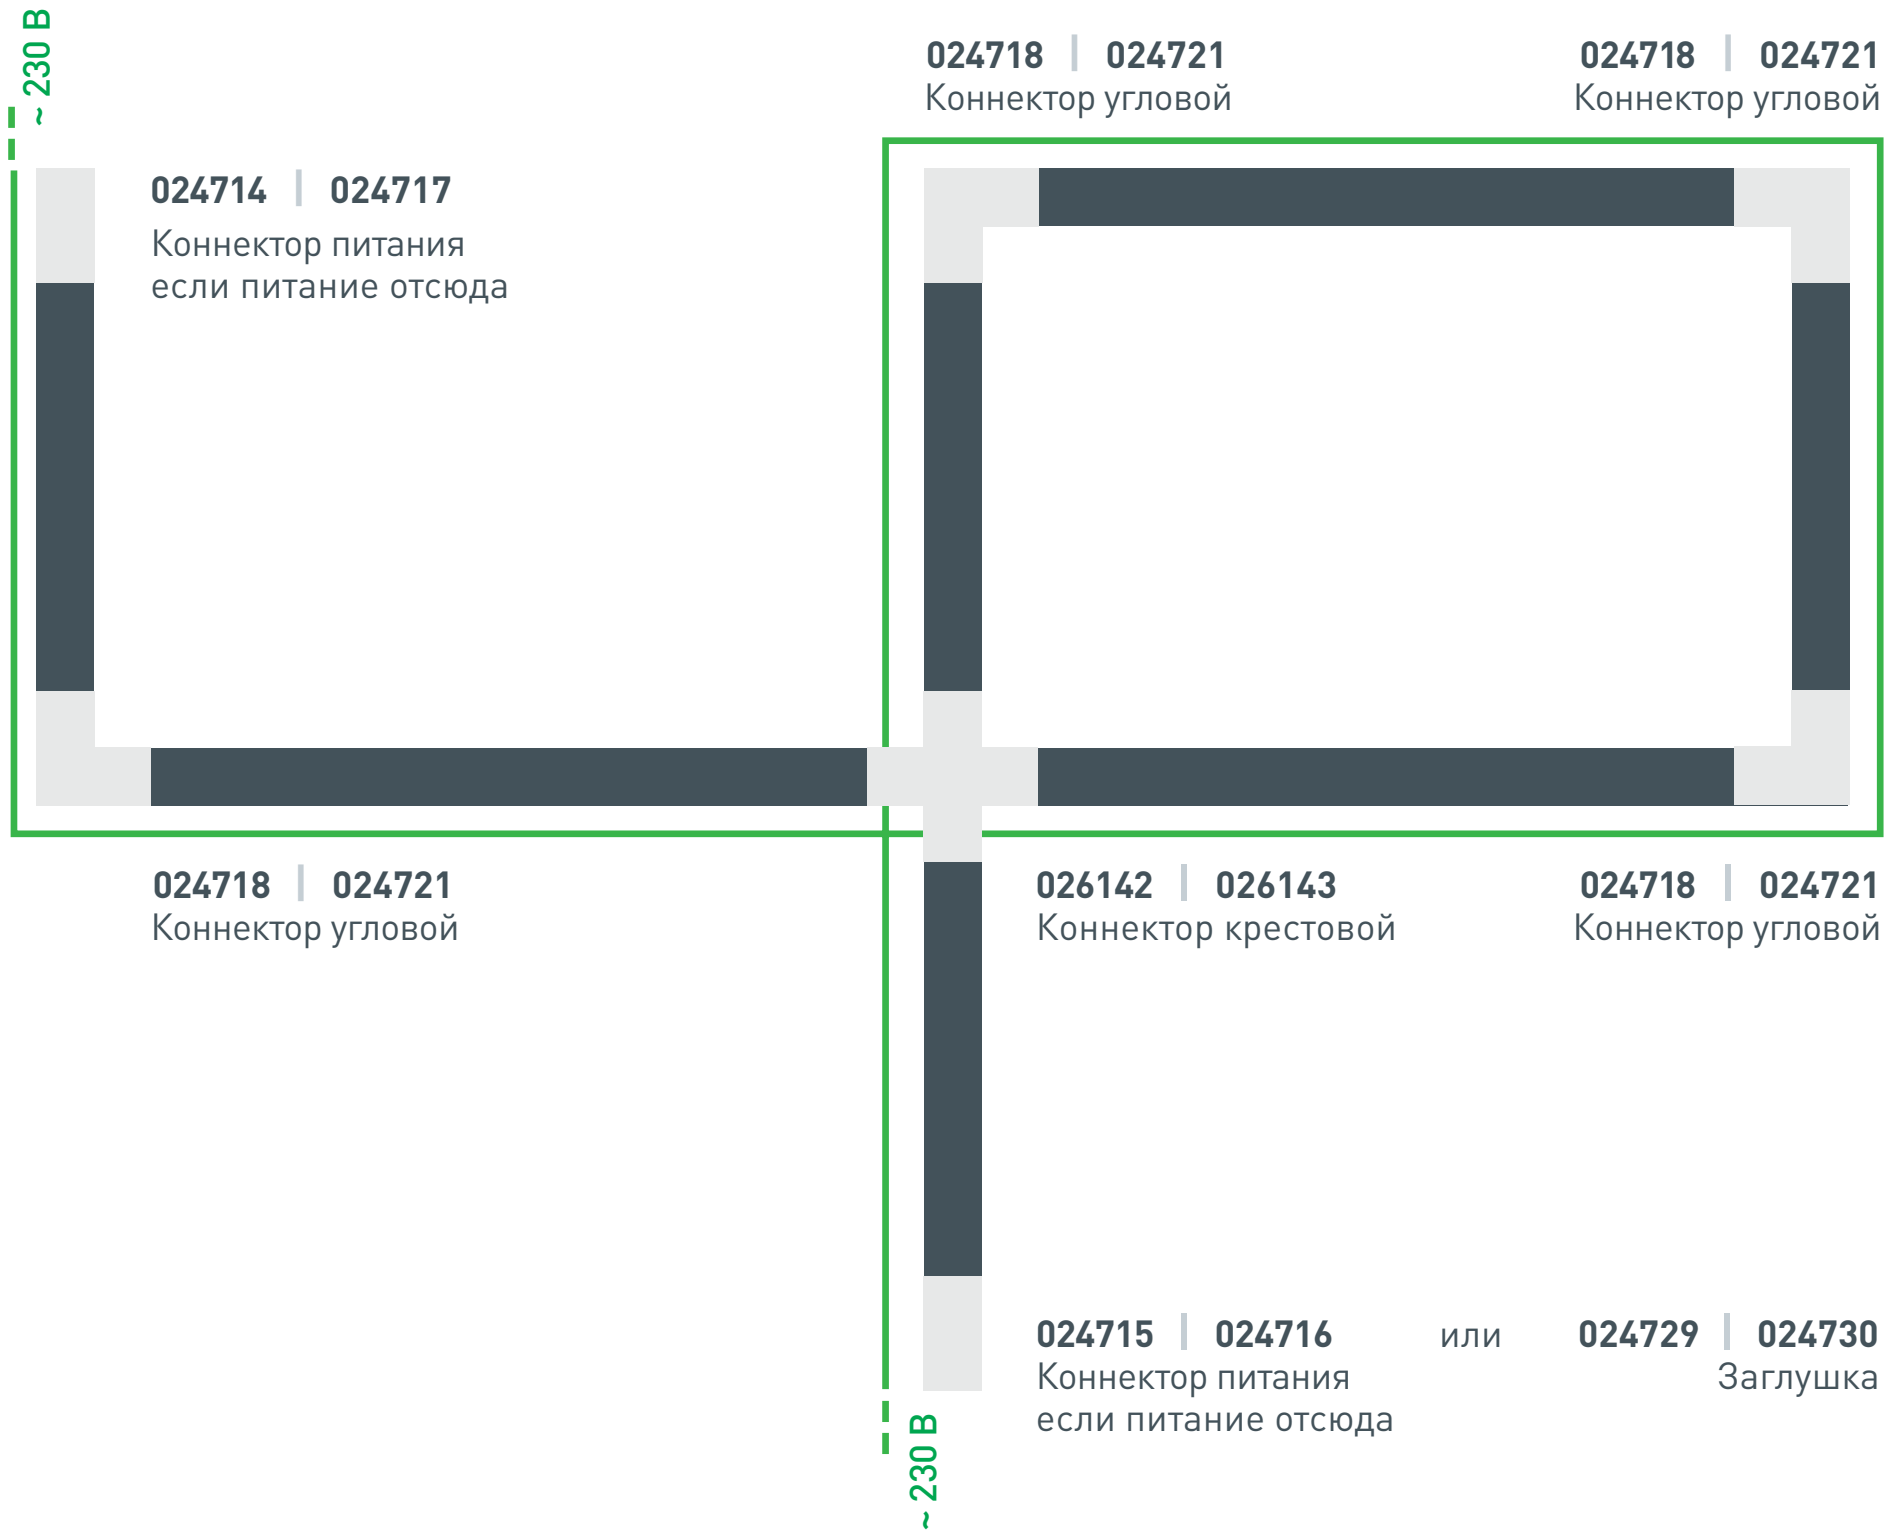 ~ 230 В
024718 | 024721
Коннектор угловой
024718 | 024721
Коннектор угловой
024714 | 024717
Коннектор питания
если питание отсюда
024718 | 024721
Коннектор угловой
026142 | 026143
Коннектор крестовой
024718 | 024721
Коннектор угловой
024715 | 024716
Коннектор питания
если питание отсюда
или
024729 | 024730
Заглушка
~ 230 В